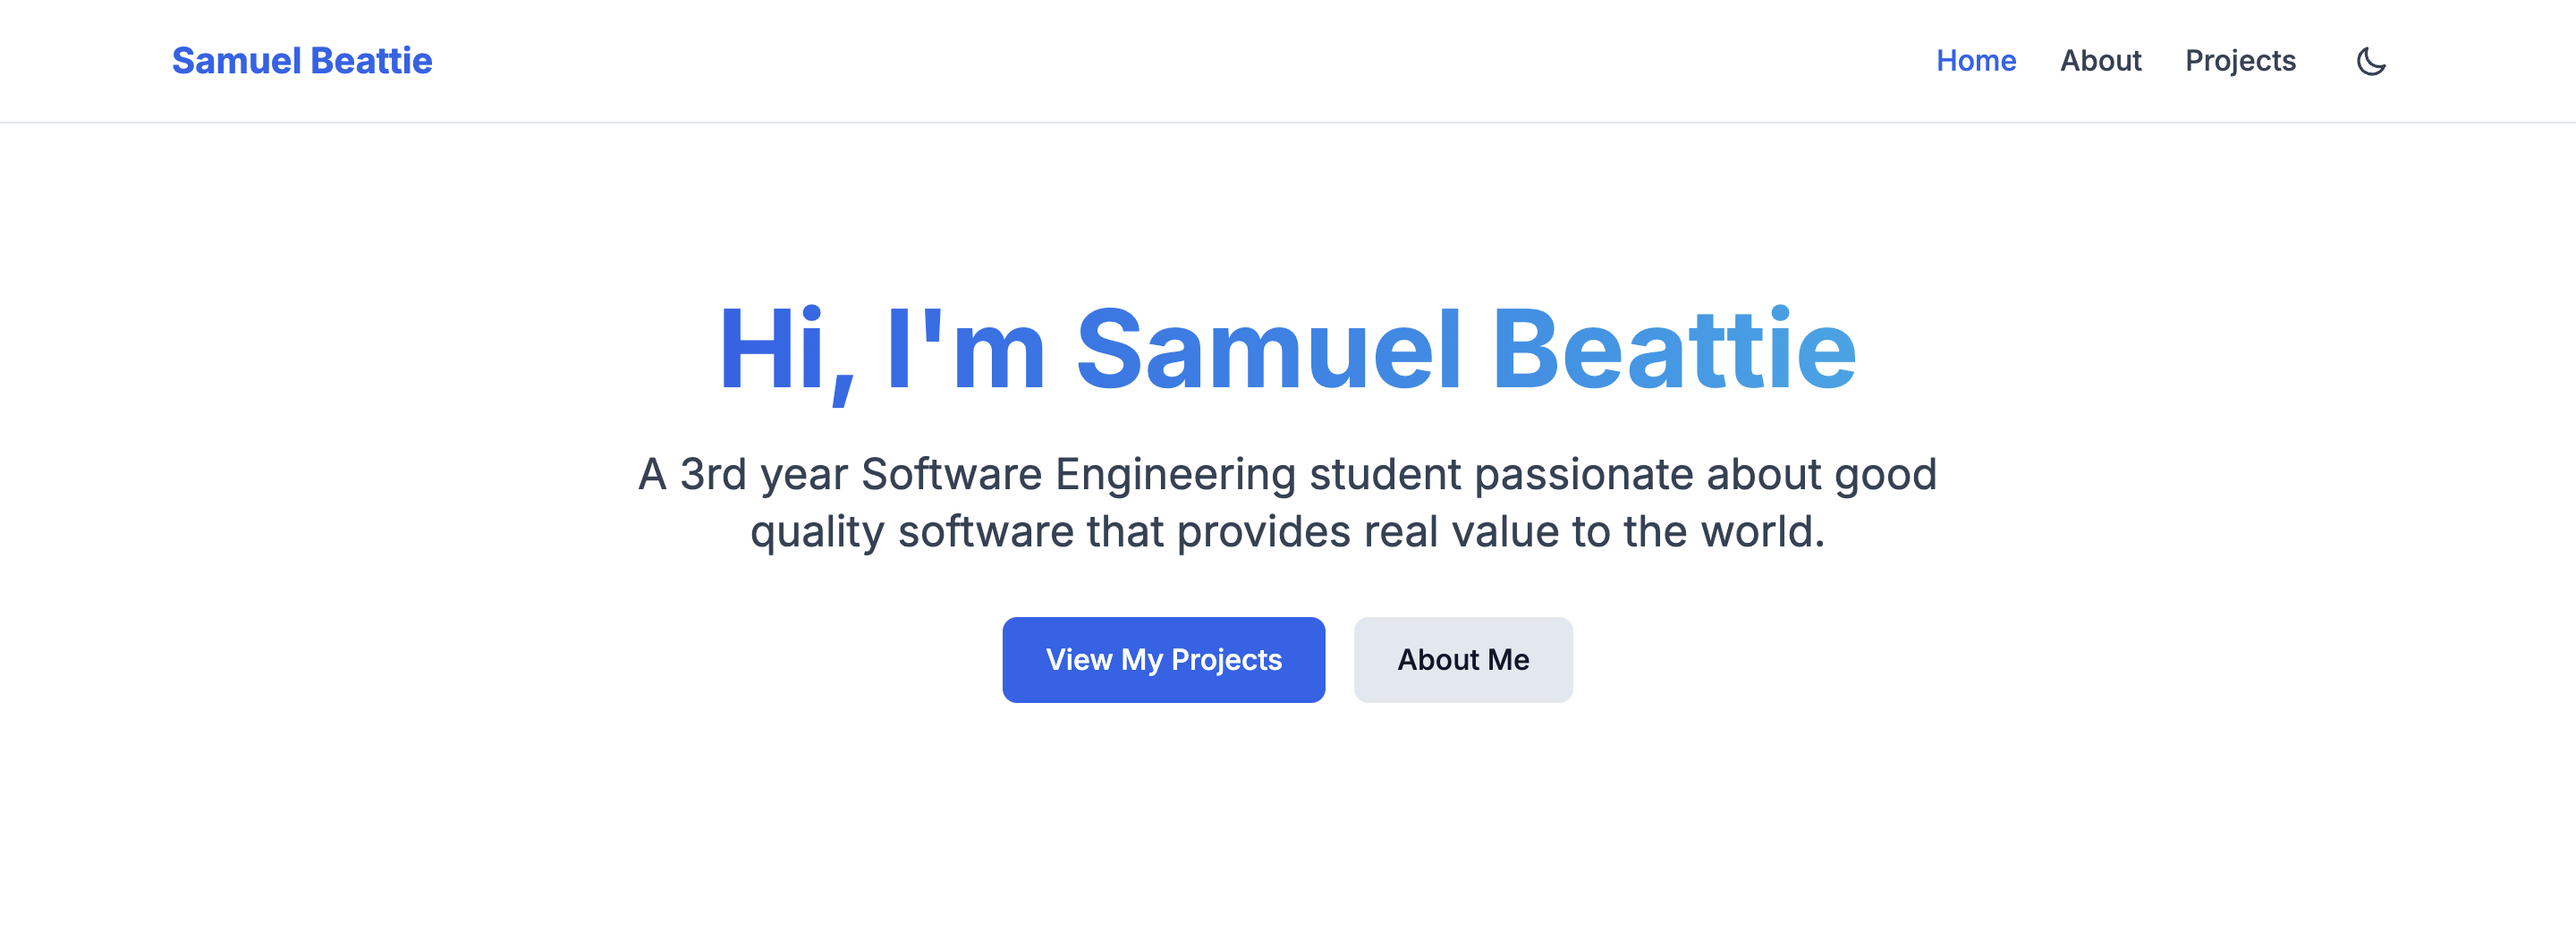 Samuel Beattie
Home About Projects
Hi, I'm Samuel Beattie
A 3rd year Software Engineering student passionate about good
quality software that provides real value to the world.
View My Projects
About Me